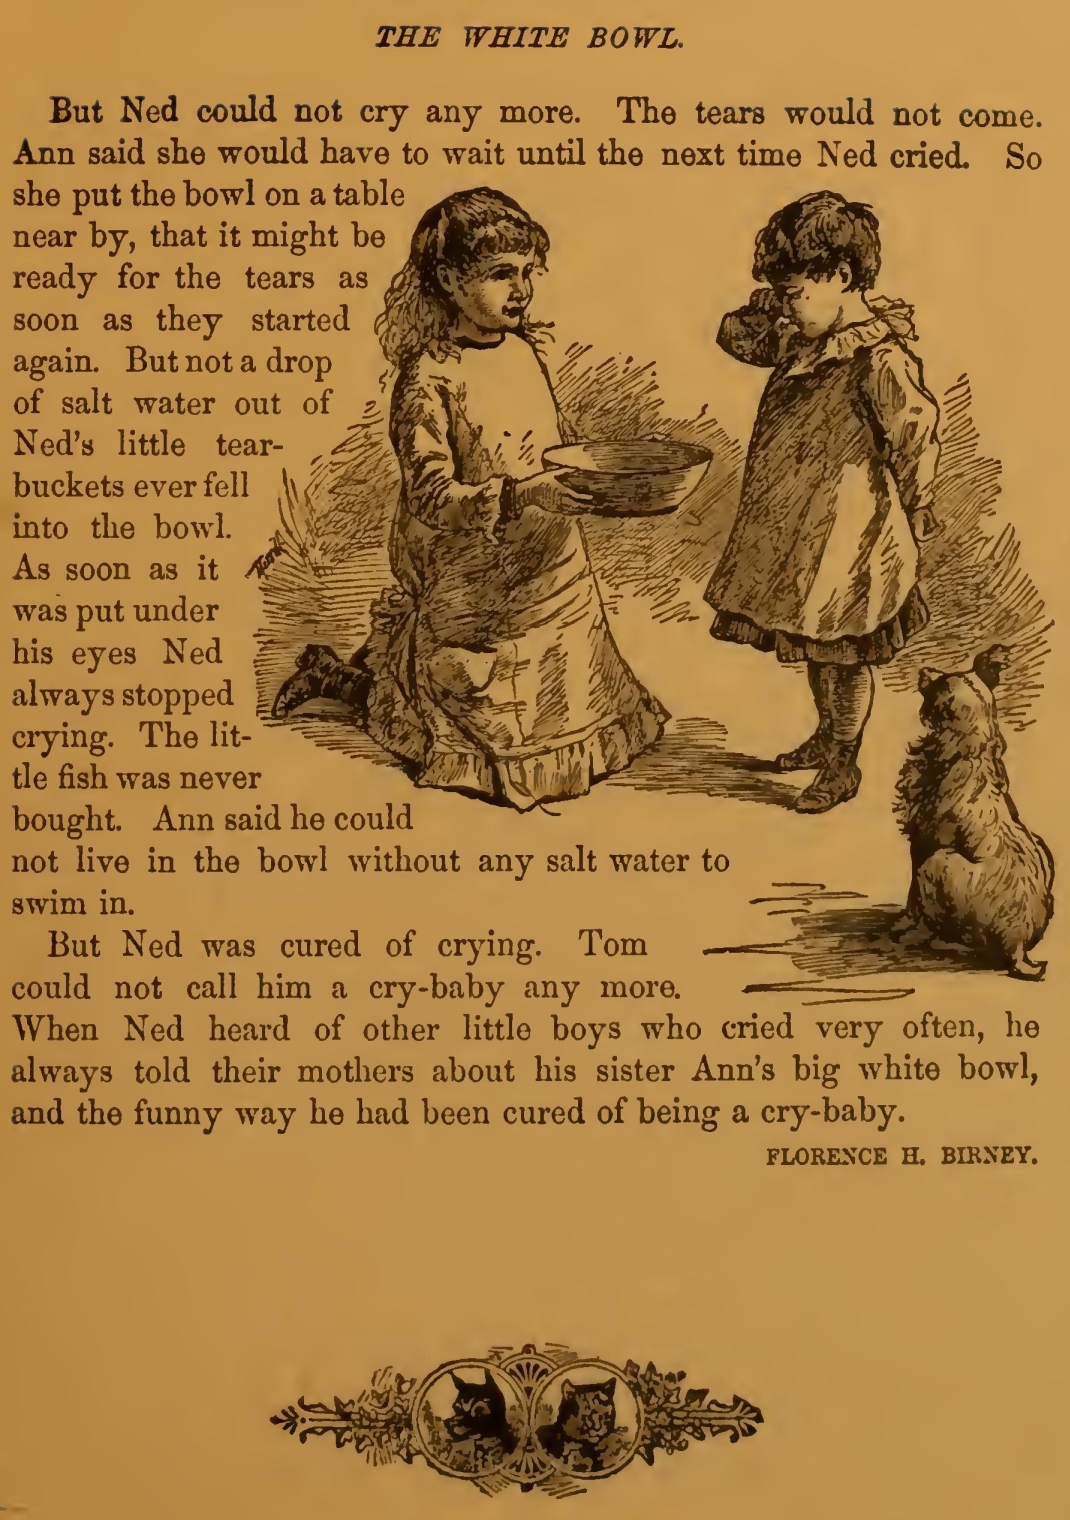 THE WHITE BOWL.
But Ned could not cry any more. The tears would not come.
Ann said she would have to wait until the next time Ned cried. So
she put the bowl on a table
near by, that it might be
ready for the tears as
soon as they started
again. But not a drop
of salt water out of
Ned's little tear-
buckets ever fell
into the bowl.
As soon as it
was put under
his eyes Ned
always stopped
crying. The lit-
tle fish was never
bought. Ann said he could
not live in the bowl without any salt water to
swim in.
But Ned was cured of crying. Tom
could not call him a cry-baby any more.
When Ned heard of other little boys who cried very often, he
always told their mothers about his sister Ann's big white bowl,
and the funny way he had been cured of being a cry-baby.
FLORENCE H. BIRNEY.